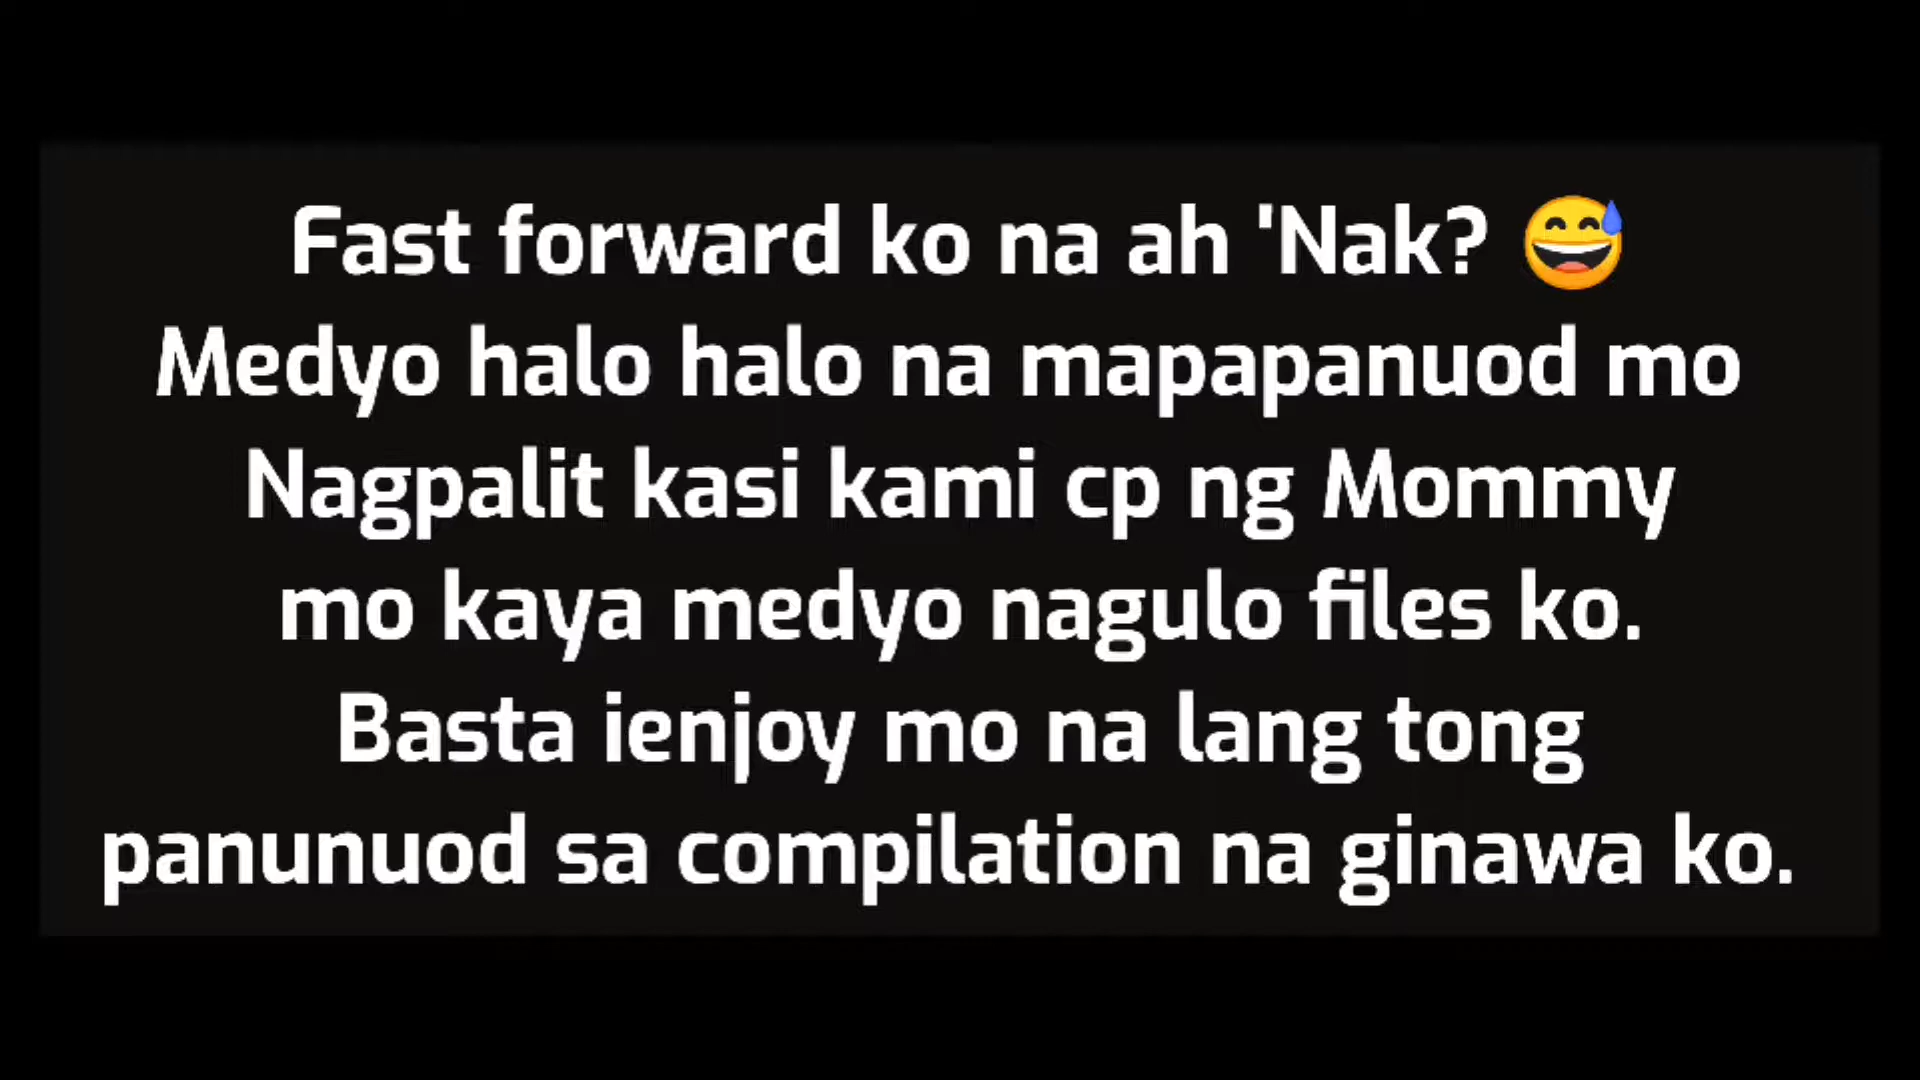 Fast forward ko na ah 'Nak? 😅
Medyo halo halo na mapapanuod mo
Nagpalit kasi kami cp ng Mommy
mo kaya medyo nagulo files ko.
Basta ienjoy mo na lang tong
panunuod sa compilation na ginawa ko.